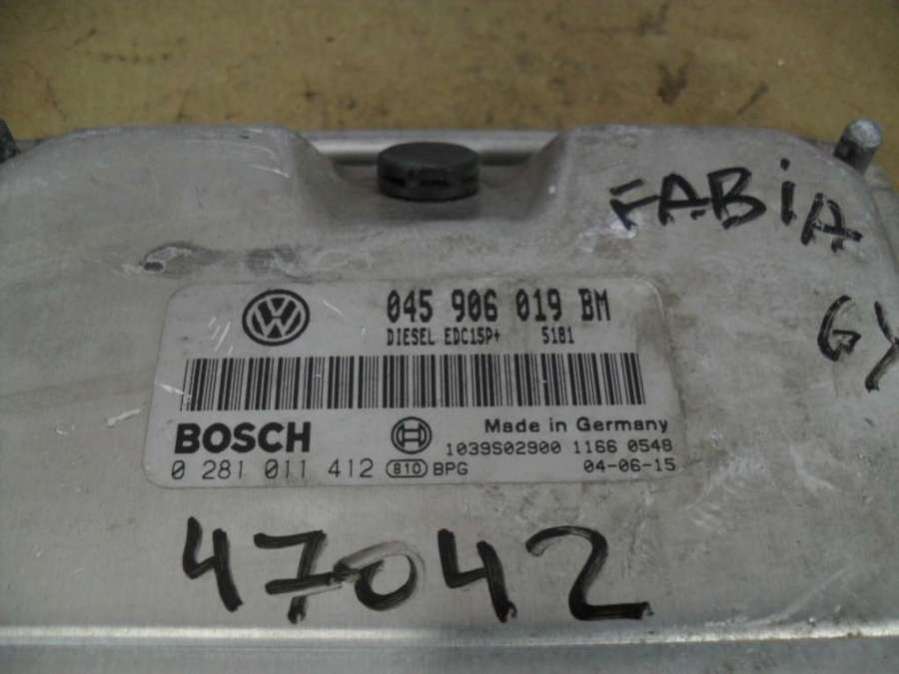 FABiA
GY
045 906 019 BM
DIESEL EDC15P+ 5181
Made in Germany
BOSCH
1039S02900 1166 0548
0 281 011 412 810 BPG 04-06-15
47042